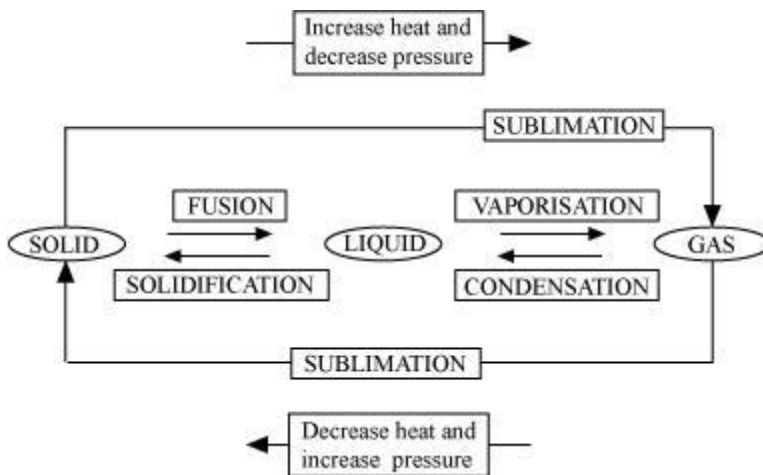 Increase heat and
decrease pressure
SUBLIMATION
FUSION
VAPORISATION
SOLID
LIQUID
GAS
SOLIDIFICATION
CONDENSATION
SUBLIMATION
Decrease heat and
increase pressure